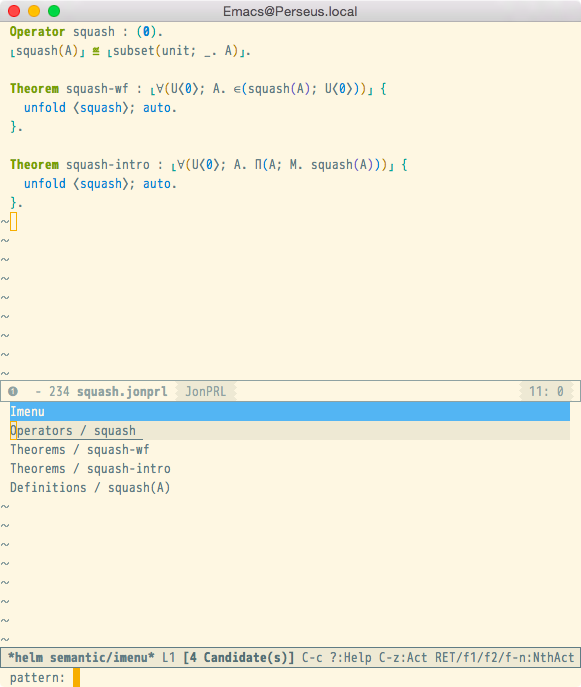 Emacs@Perseus.local
Operator squash : (0).
⌊squash(A)⌋ ≝ ⌊subset(unit; _. A)⌋.
Theorem squash-wf : ⌊∀(U⟨0⟩; A. ∈(squash(A); U⟨0⟩))⌋ {
unfold ⟨squash⟩; auto.
}.
Theorem squash-intro : ⌊∀(U⟨0⟩; A. Π(A; M. squash(A)))⌋ {
unfold ⟨squash⟩; auto.
}.
~
~
~
~
~
~
~
~
~
❶ - 234 squash.jonprl JonPRL 11: 0
Imenu
Operators / squash
Theorems / squash-wf
Theorems / squash-intro
Definitions / squash(A)
~
~
~
~
~
~
~
~
*helm semantic/imenu* L1 [4 Candidate(s)] C-c ?:Help C-z:Act RET/f1/f2/f-n:NthAct
pattern: